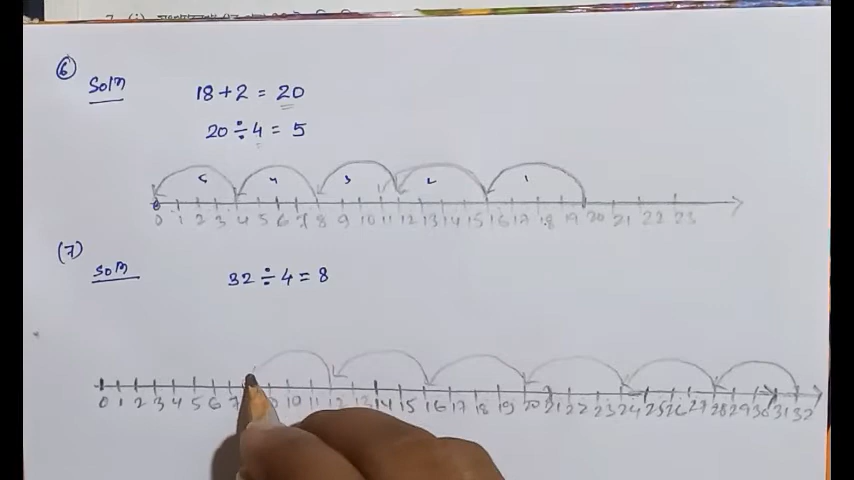 ⑥
Solⁿ
18 + 2 = 20
20 ÷ 4 = 5
5 4 3 2 1
0 1 2 3 4 5 6 7 8 9 10 11 12 13 14 15 16 17 18 19 20 21 22 23
(7)
Solⁿ
32 ÷ 4 = 8
0 1 2 3 4 5 6 7 9 10 11 12 13 14 15 16 17 18 19 20 21 22 23 24 25 26 27 28 29 30 31 32